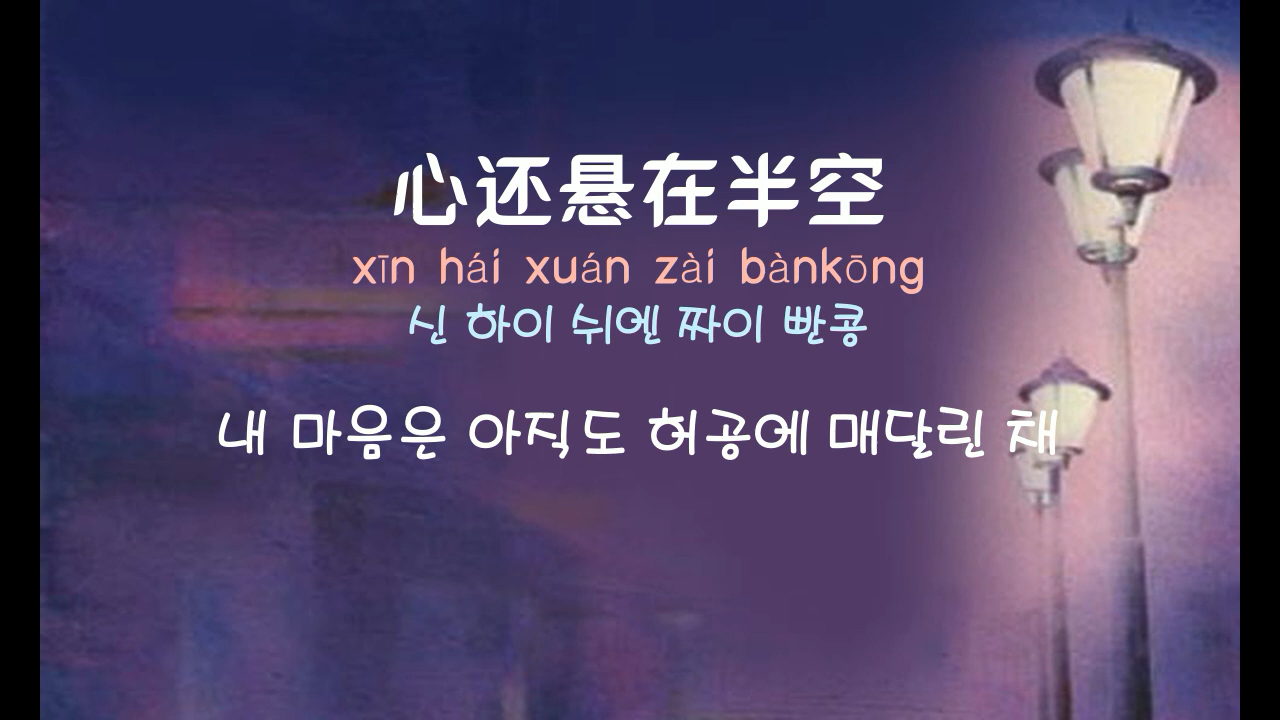 心还悬在半空
xīn hái xuán zài bànkōng
신 하이 쉬엔 짜이 빤콩
내 마음은 아직도 허공에 매달린 채